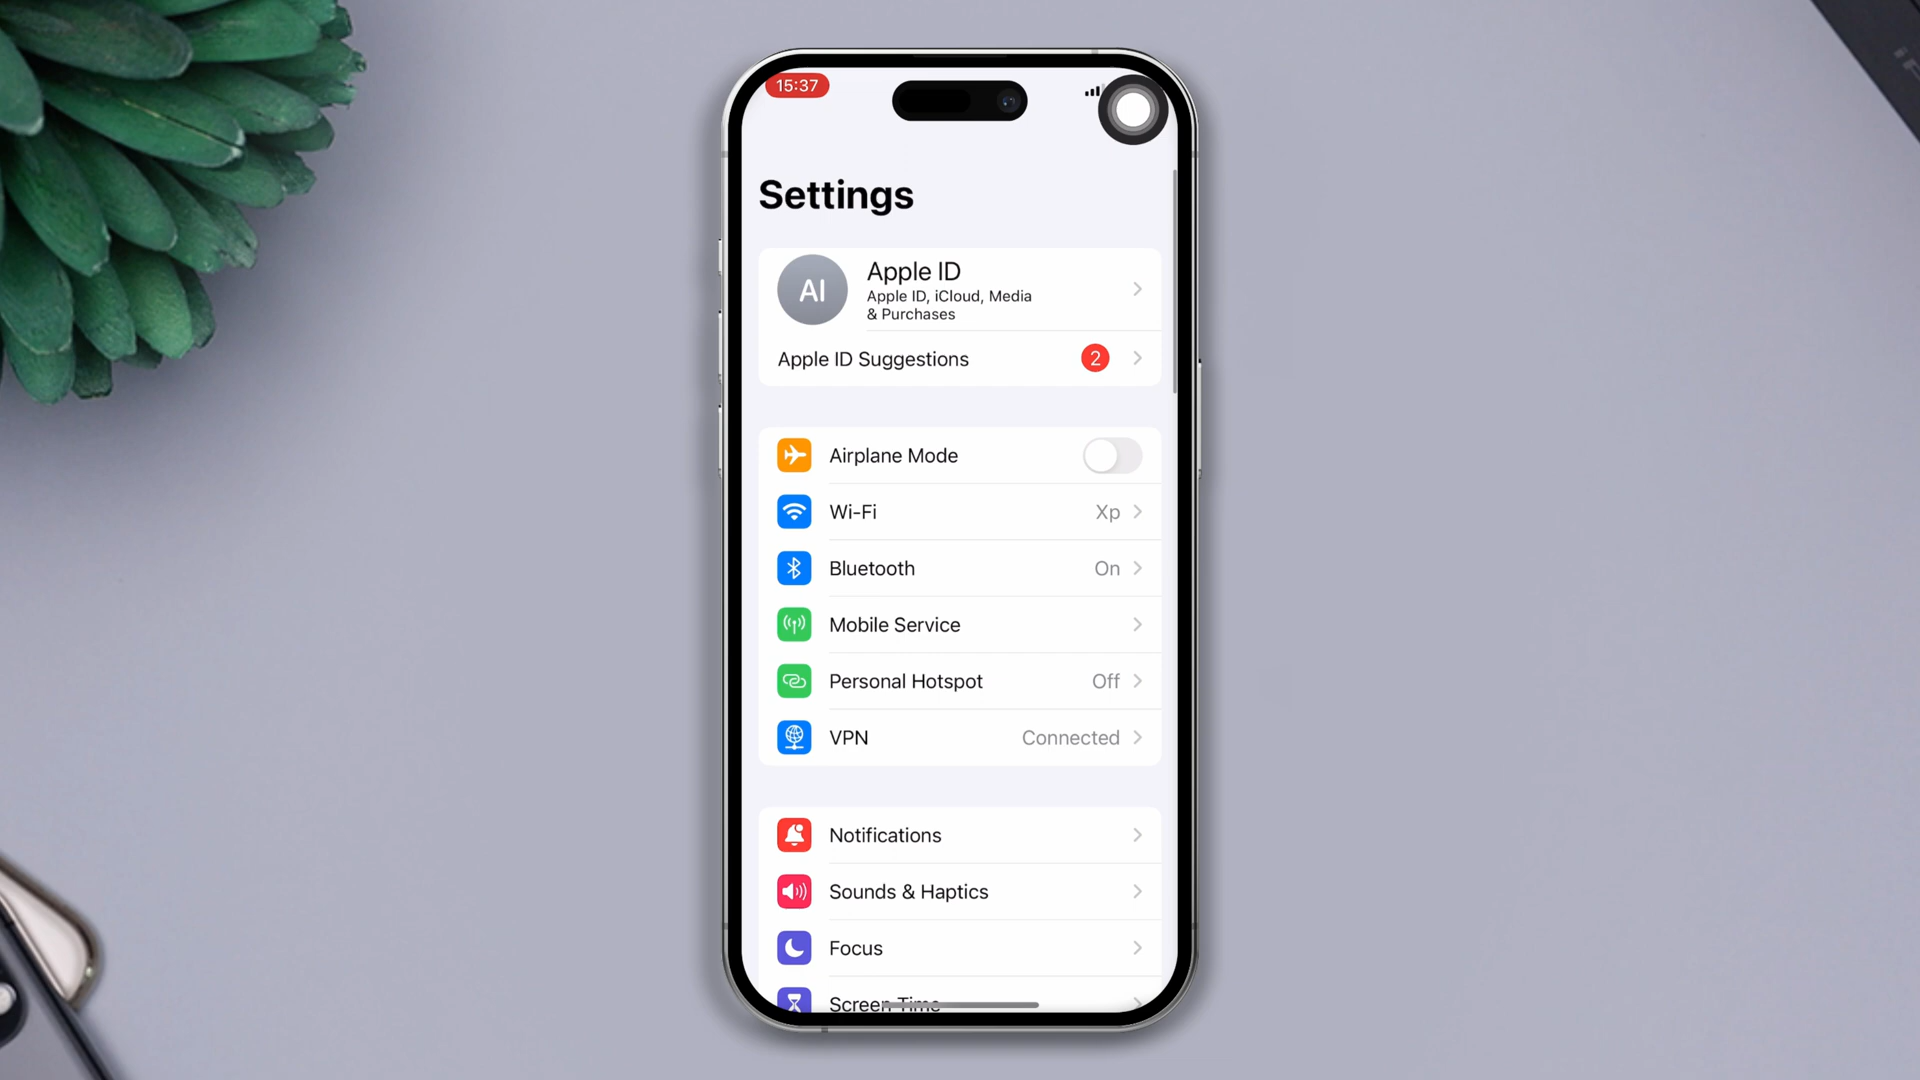 15:37
Settings
AI
Apple ID
Apple ID, iCloud, Media
& Purchases
Apple ID Suggestions
2
Airplane Mode
Wi-Fi
Xp
Bluetooth
On
Mobile Service
Personal Hotspot
Off
VPN
Connected
Notifications
Sounds & Haptics
Focus
Screen Time